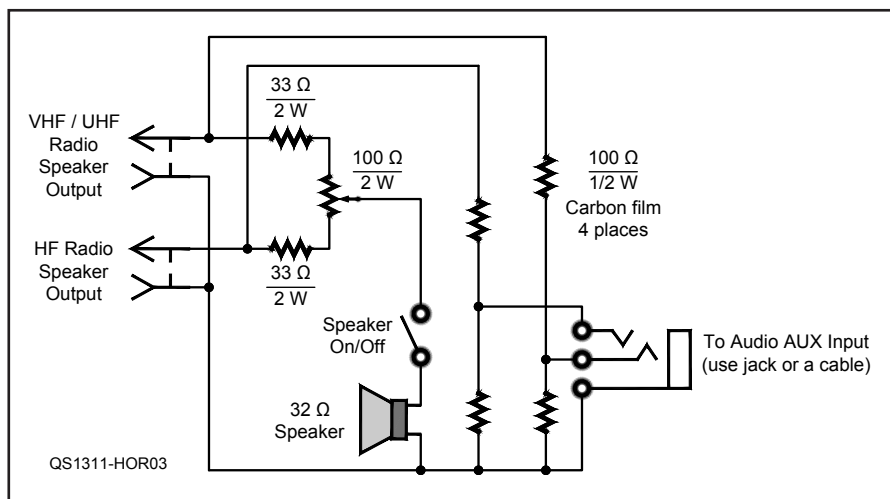 VHF / UHF
Radio
Speaker
Output
33 Ω
2 W
100 Ω
2 W
100 Ω
1/2 W
Carbon film
4 places
HF Radio
Speaker
Output
33 Ω
2 W
Speaker
On/Off
To Audio AUX Input
(use jack or a cable)
32 Ω
Speaker
QS1311-HOR03